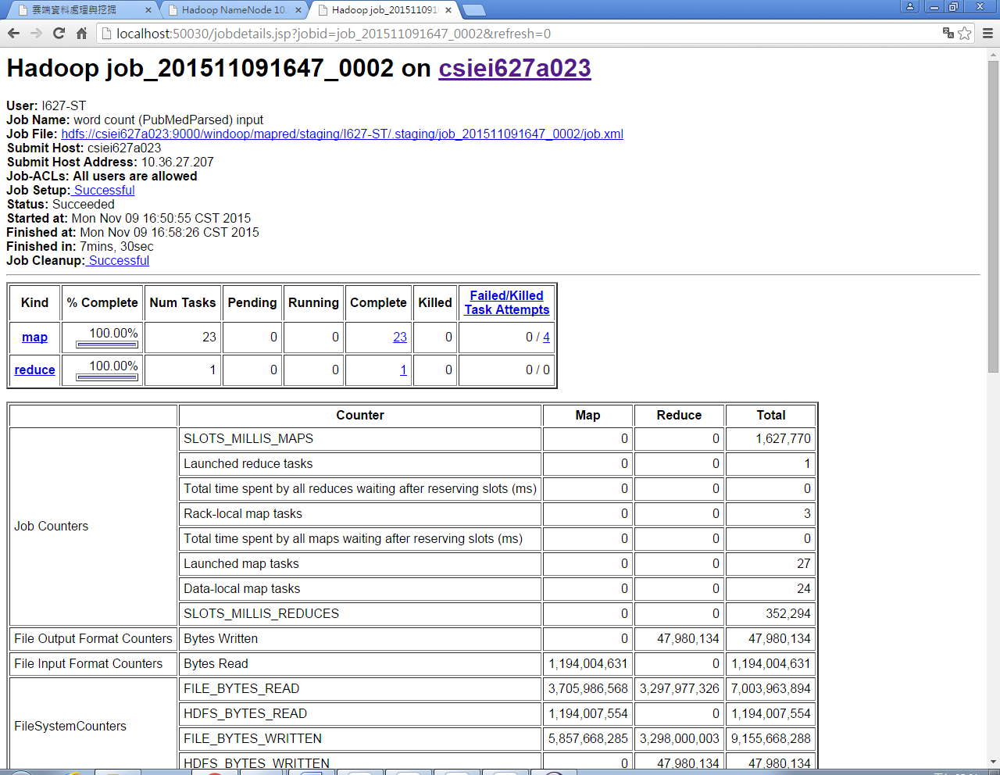 雲端資料處理與挖掘
Hadoop NameNode 10.
Hadoop job_2015110916
localhost:50030/jobdetails.jsp?jobid=job_201511091647_0002&refresh=0
Hadoop job_201511091647_0002 on csiei627a023
User: I627-ST
Job Name: word count (PubMedParsed) input
Job File: hdfs://csiei627a023:9000/windoop/mapred/staging/I627-ST/.staging/job_201511091647_0002/job.xml
Submit Host: csiei627a023
Submit Host Address: 10.36.27.207
Job-ACLs: All users are allowed
Job Setup: Successful
Status: Succeeded
Started at: Mon Nov 09 16:50:55 CST 2015
Finished at: Mon Nov 09 16:58:26 CST 2015
Finished in: 7mins, 30sec
Job Cleanup: Successful
Kind % Complete Num Tasks Pending Running Complete Killed Failed/Killed
Task Attempts
map 100.00% 23 0 0 23 0 0 / 4
reduce 100.00% 1 0 0 1 0 0 / 0
Counter Map Reduce Total
Job Counters
SLOTS_MILLIS_MAPS 0 0 1,627,770
Launched reduce tasks 0 0 1
Total time spent by all reduces waiting after reserving slots (ms) 0 0 0
Rack-local map tasks 0 0 3
Total time spent by all maps waiting after reserving slots (ms) 0 0 0
Launched map tasks 0 0 27
Data-local map tasks 0 0 24
SLOTS_MILLIS_REDUCES 0 0 352,294
File Output Format Counters Bytes Written 0 47,980,134 47,980,134
File Input Format Counters Bytes Read 1,194,004,631 0 1,194,004,631
FileSystemCounters
FILE_BYTES_READ 3,705,986,568 3,297,977,326 7,003,963,894
HDFS_BYTES_READ 1,194,007,554 0 1,194,007,554
FILE_BYTES_WRITTEN 5,857,668,285 3,298,000,003 9,155,668,288
HDFS_BYTES_WRITTEN 0 47,980,134 47,980,134